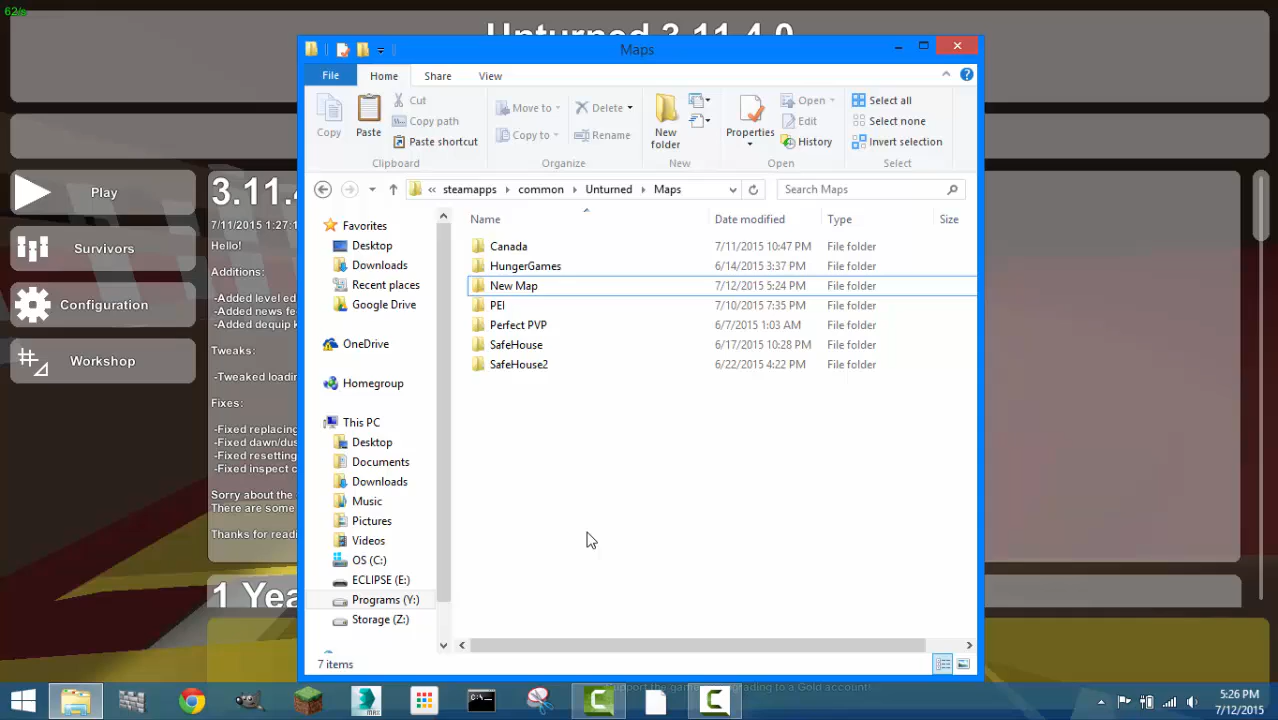 62/s
Unturned 3.11.4.0
Maps
File
Home
Share
View
Copy
Paste
Cut
Copy path
Paste shortcut
Clipboard
Move to
Copy to
Delete
Rename
Organize
New folder
New
Properties
Open
Edit
History
Open
Select all
Select none
Invert selection
Select
« steamapps › common › Unturned › Maps
Search Maps
Play
Survivors
Configuration
Workshop
3.11.4
7/11/2015 1:27:1
Hello!
Additions:
-Added level ed
-Added news fe
-Added dequip k
Tweaks:
-Tweaked loadin
Fixes:
-Fixed replacing
-Fixed dawn/dus
-Fixed resetting
-Fixed inspect c
Sorry about the
There are some
Thanks for readi
1 Yea
Favorites
Desktop
Downloads
Recent places
Google Drive
OneDrive
Homegroup
This PC
Desktop
Documents
Downloads
Music
Pictures
Videos
OS (C:)
ECLIPSE (E:)
Programs (Y:)
Storage (Z:)
Name Date modified Type Size
Canada 7/11/2015 10:47 PM File folder
HungerGames 6/14/2015 3:37 PM File folder
New Map 7/12/2015 5:24 PM File folder
PEI 7/10/2015 7:35 PM File folder
Perfect PVP 6/7/2015 1:03 AM File folder
SafeHouse 6/17/2015 10:28 PM File folder
SafeHouse2 6/22/2015 4:22 PM File folder
7 items
Support the game by upgrading to a Gold account!
5:26 PM
7/12/2015